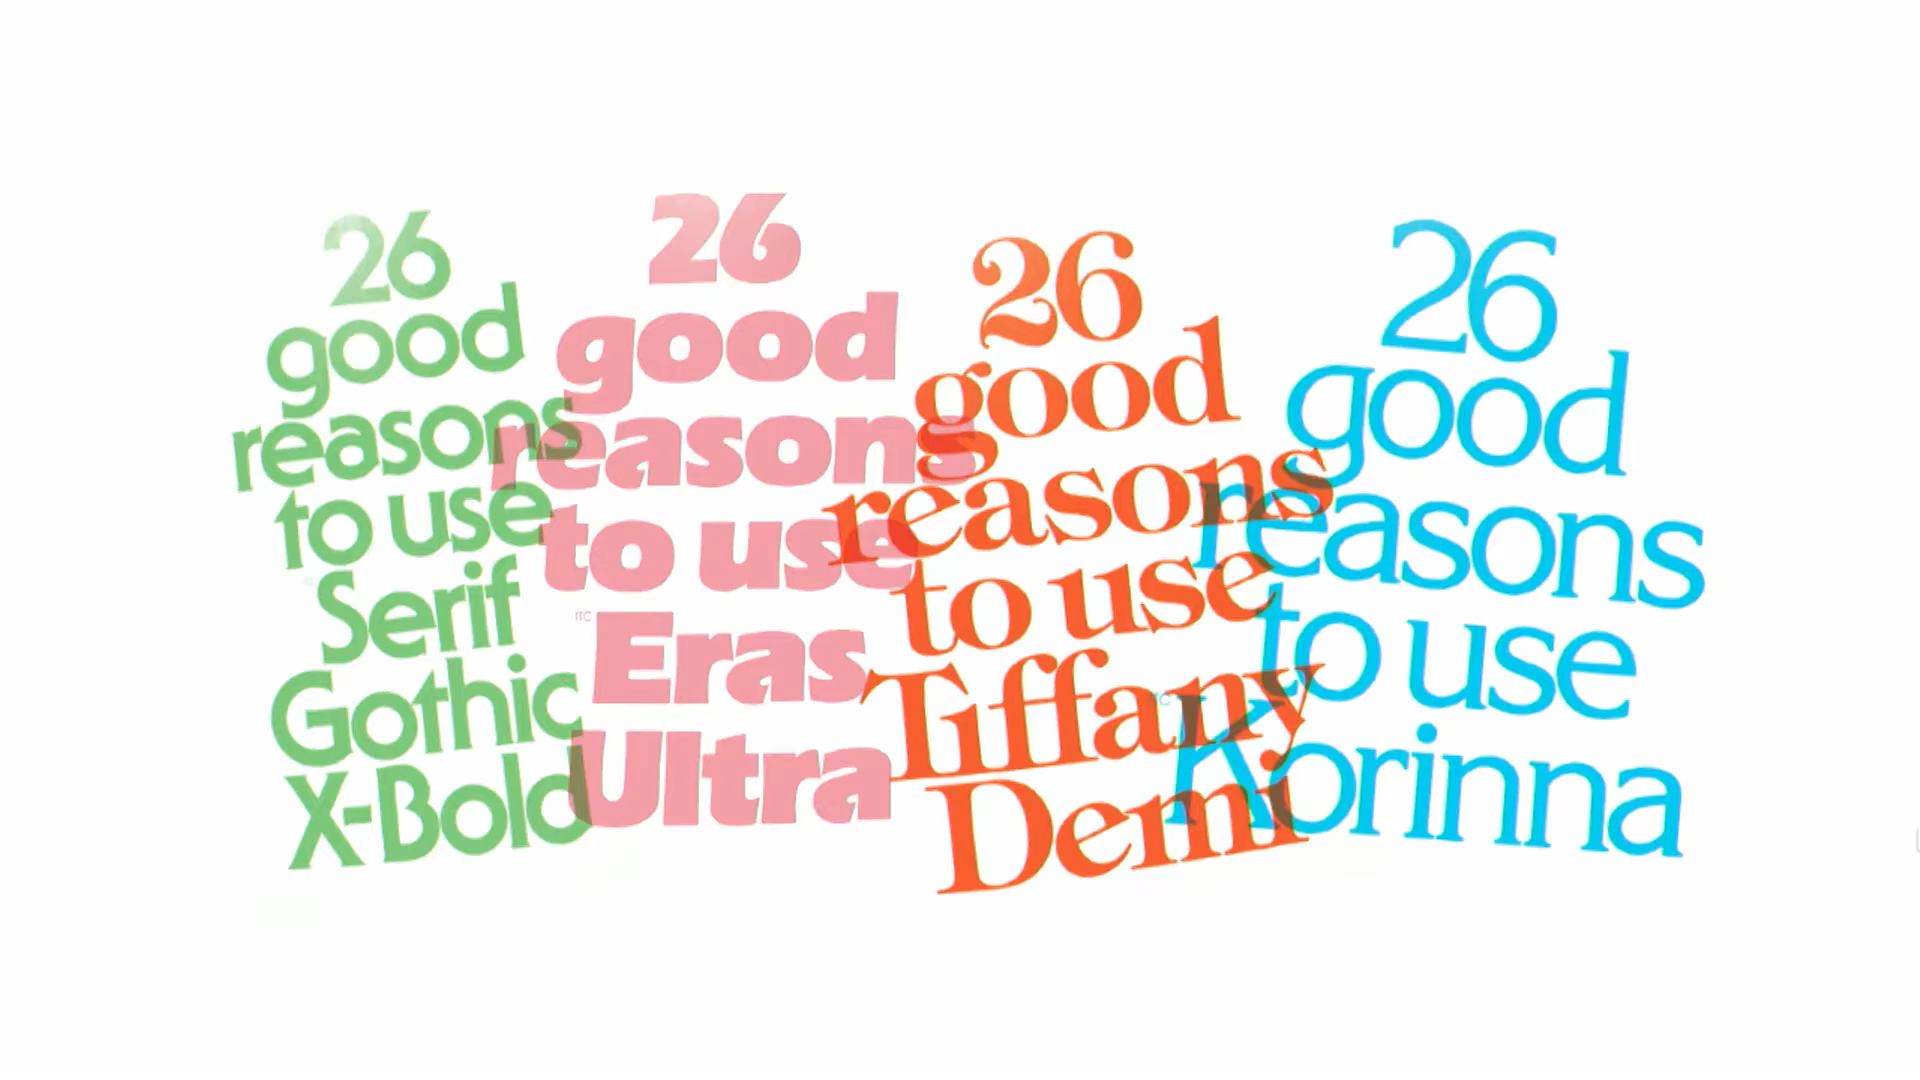 26
good
reasons
to use
Serif
Gothic
X-Bold
26
good
reasons
to use
ITC Eras
Ultra
26
good
reasons
to use
Tiffany
Demi
26
good
reasons
to use
ITC Korinna